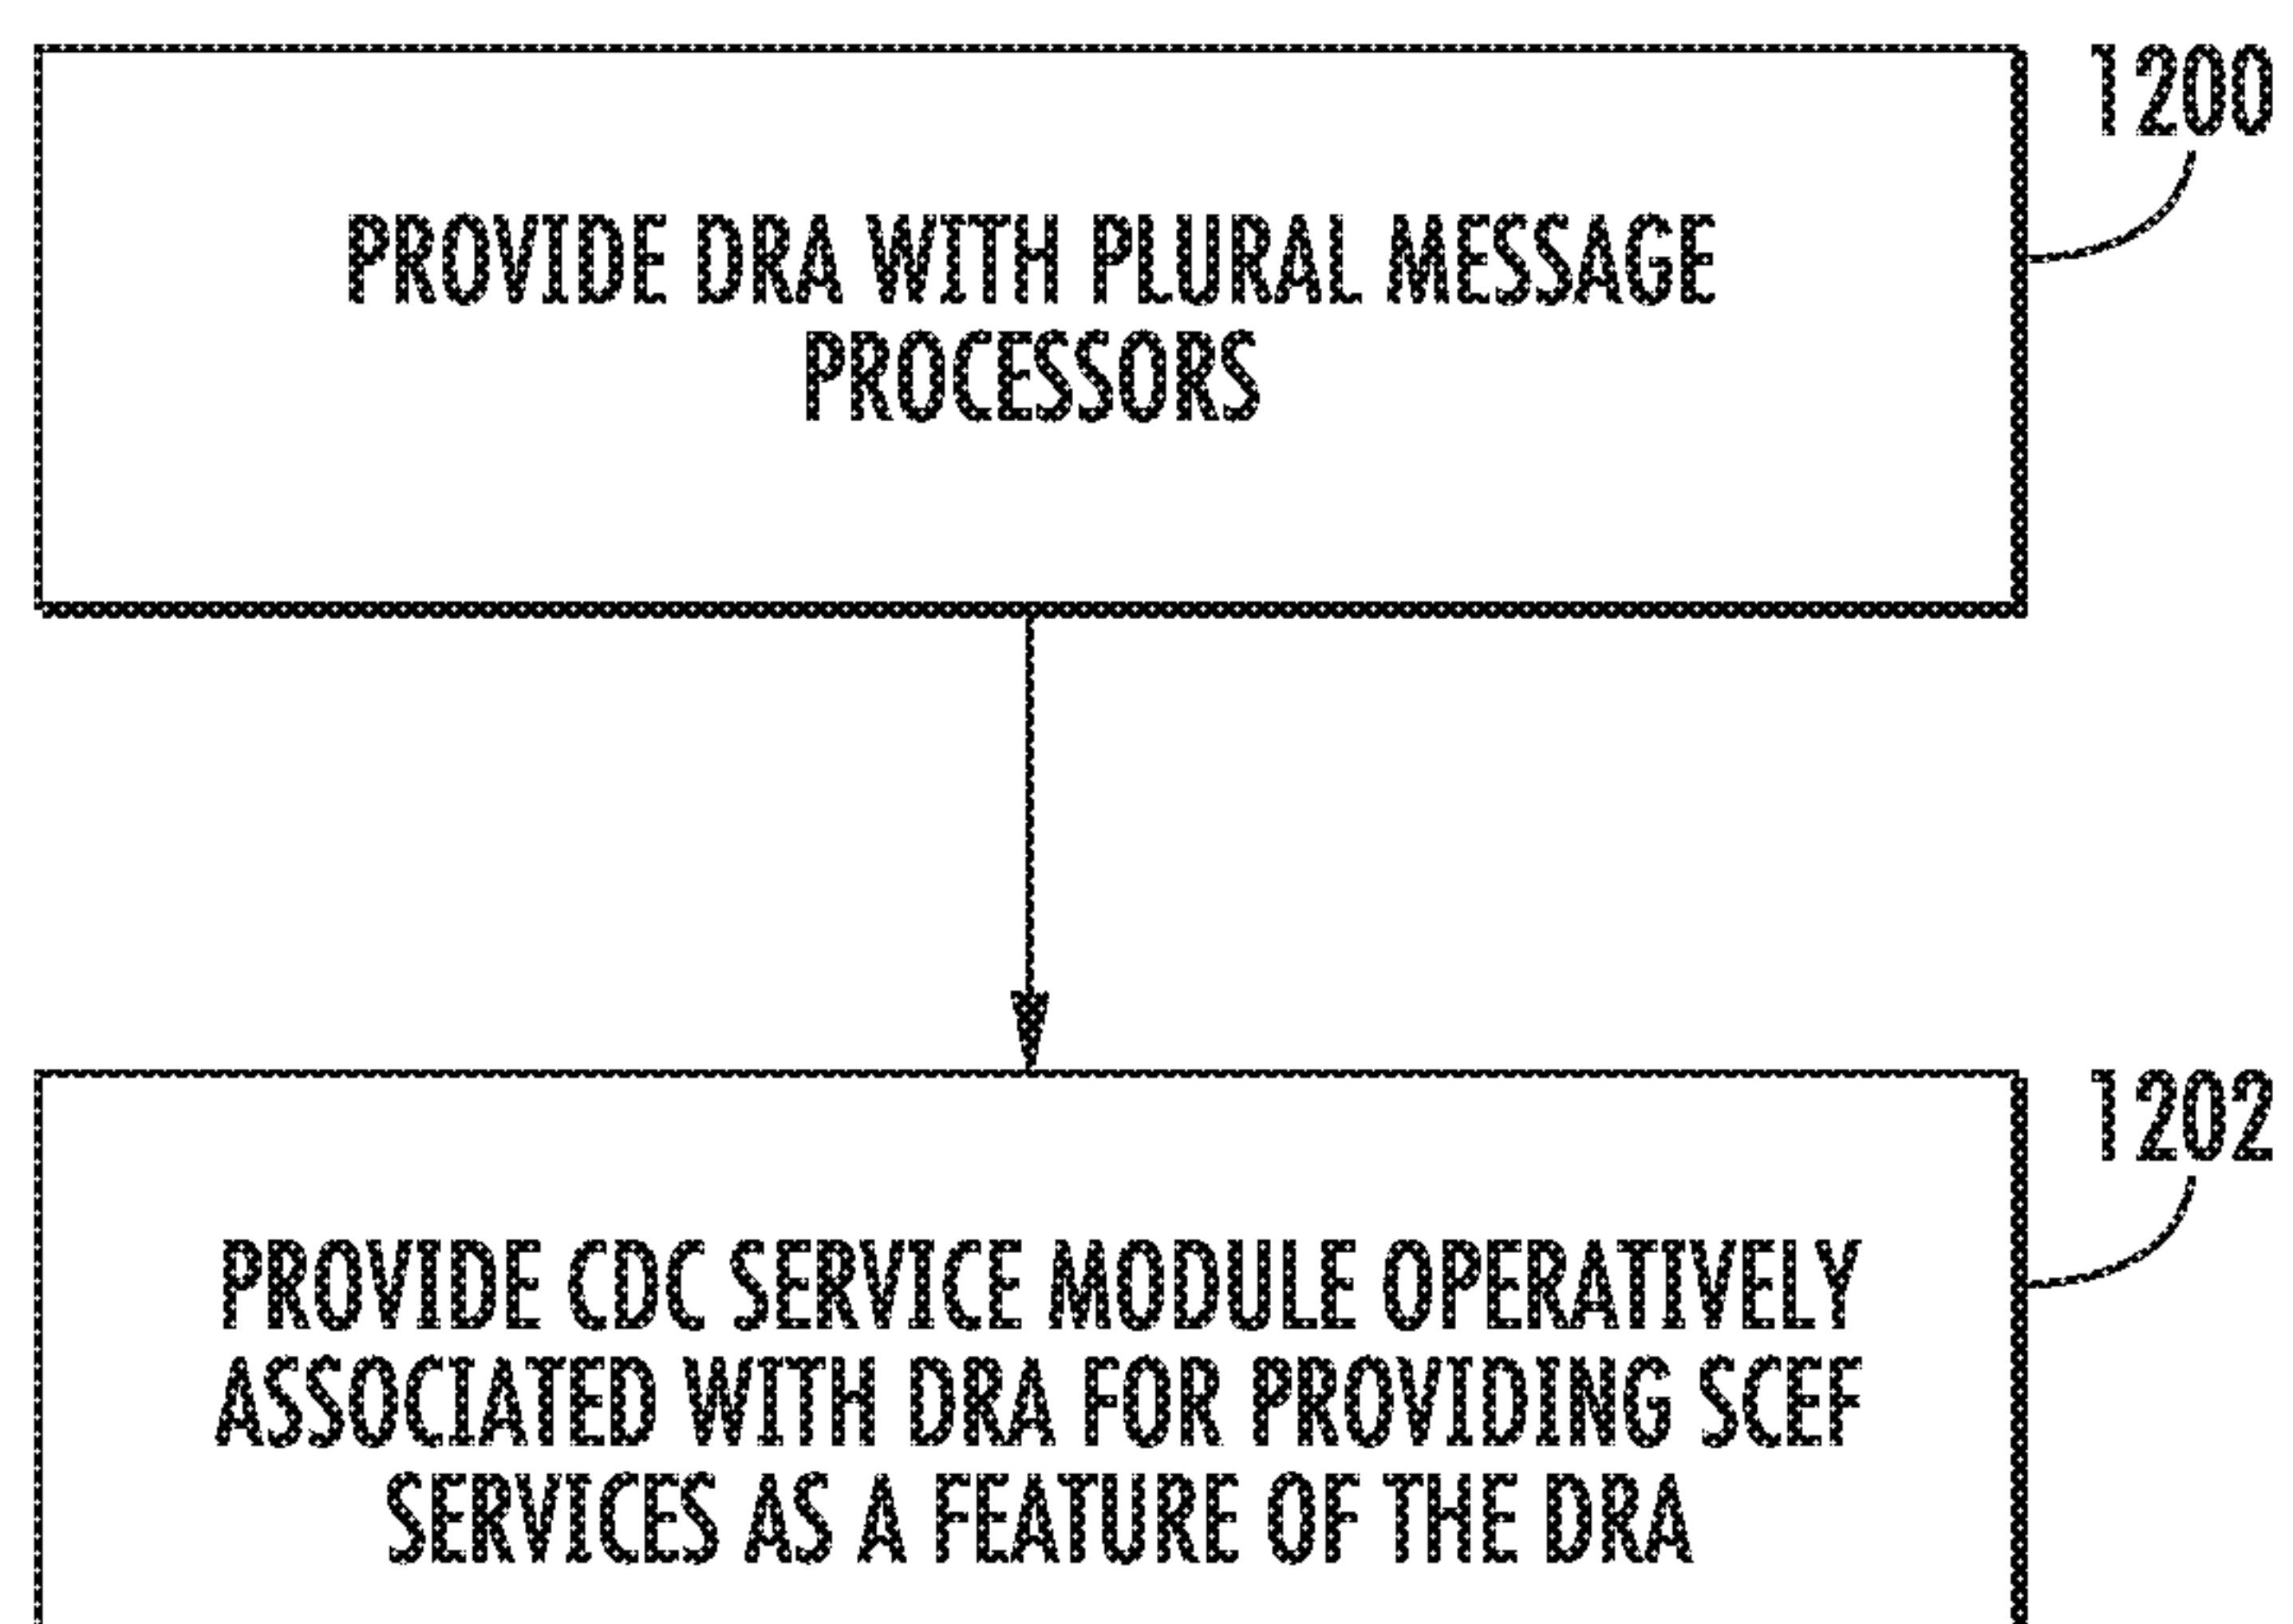 1200
PROVIDE DRA WITH PLURAL MESSAGE
PROCESSORS
1202
PROVIDE CDC SERVICE MODULE OPERATIVELY
ASSOCIATED WITH DRA FOR PROVIDING SCEF
SERVICES AS A FEATURE OF THE DRA